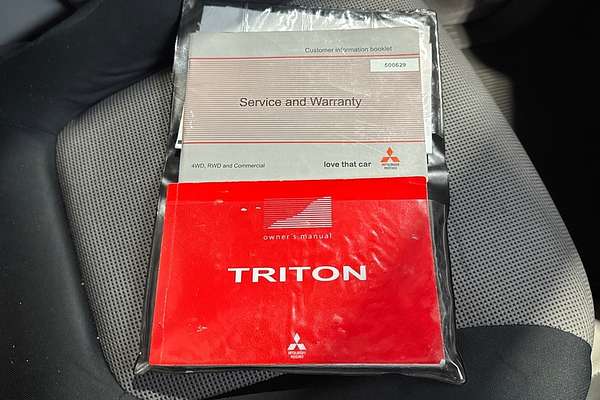 Customer information booklet
500629
Service and Warranty
4WD, RWD and Commercial
love that car
MITSUBISHI
MOTORS
owner's manual
TRITON
MITSUBISHI
MOTORS